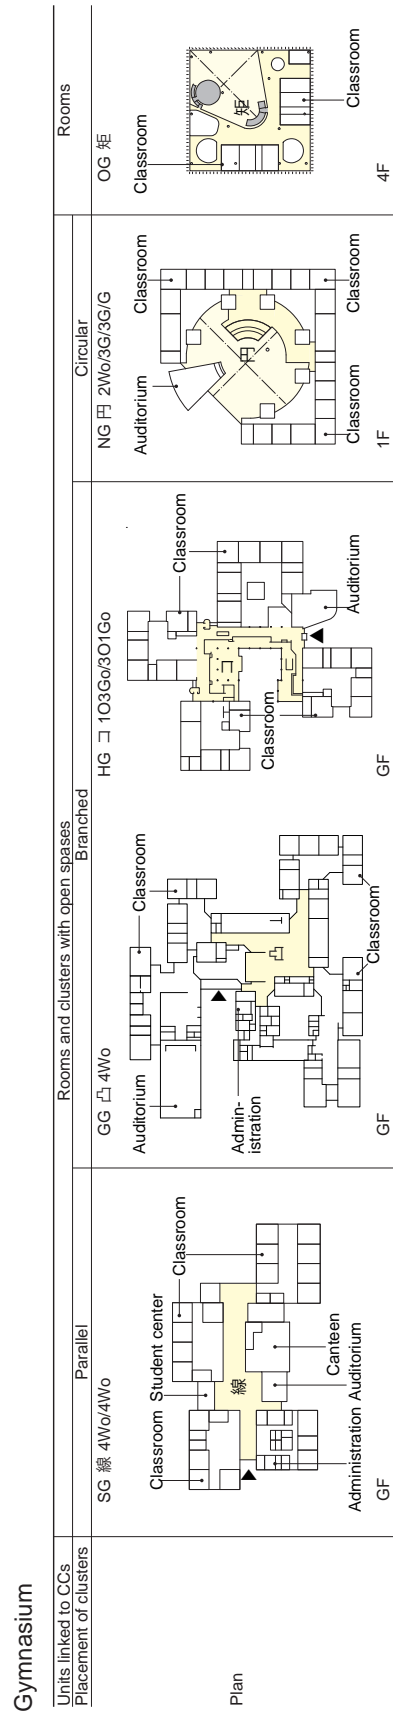 Gymnasium
Units linked to CCs
Rooms and clusters with open spases
Rooms
Placement of clusters
Parallel
Branched
Circular
SG 線 4Wo/4Wo
GG 凸 4Wo
HG コ 1O3Go/3O1Go
NG 円 2Wo/3G/3G/G
OG 矩
Plan
Classroom
Student center
Classroom
線
Administration
Auditorium
Canteen
GF
Auditorium
Classroom
Classroom
Admin-
istration
凸
Classroom
GF
Classroom
コ
Classroom
Auditorium
GF
Auditorium
Classroom
円
Classroom
Classroom
1F
Classroom
矩
Classroom
4F